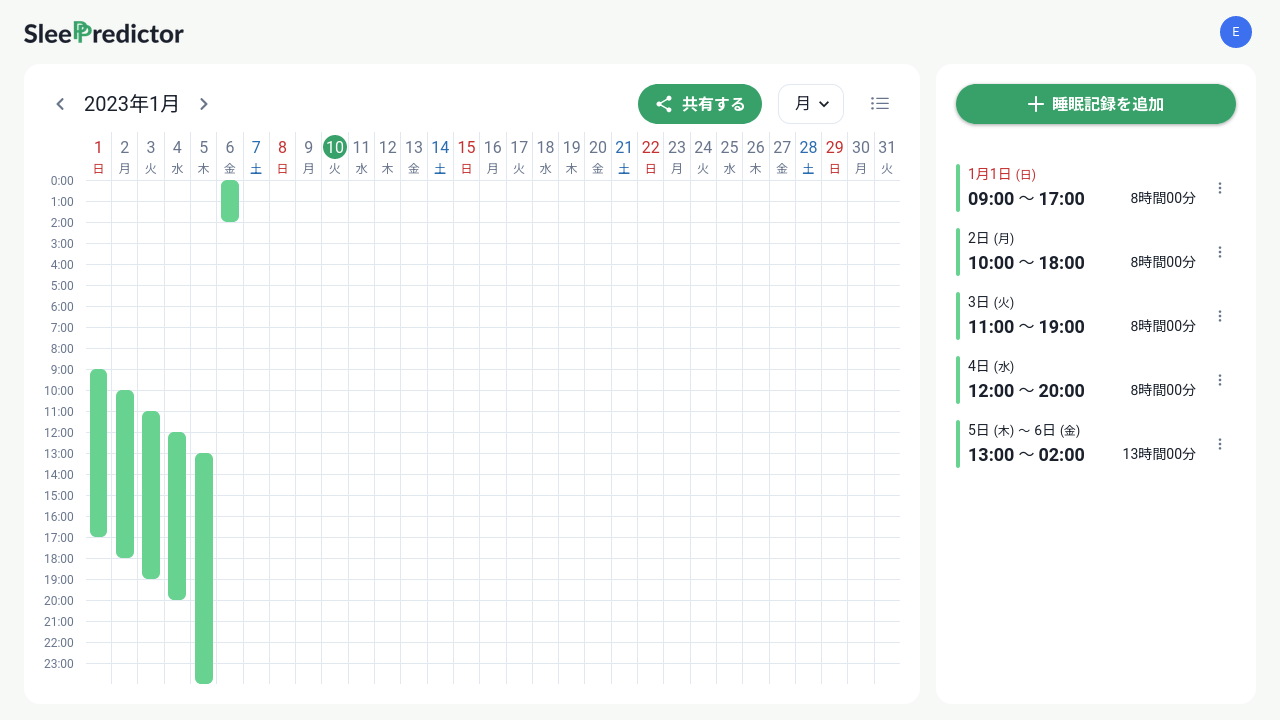 SleePredictor
E
2023年1月
共有する
月
1 2 3 4 5 6 7 8 9 10 11 12 13 14 15 16 17 18 19 20 21 22 23 24 25 26 27 28 29 30 31
日 月 火 水 木 金 土 日 月 火 水 木 金 土 日 月 火 水 木 金 土 日 月 火 水 木 金 土 日 月 火
0:00
1:00
2:00
3:00
4:00
5:00
6:00
7:00
8:00
9:00
10:00
11:00
12:00
13:00
14:00
15:00
16:00
17:00
18:00
19:00
20:00
21:00
22:00
23:00
睡眠記録を追加
1月1日 (日)
09:00 〜 17:00 8時間00分
2日 (月)
10:00 〜 18:00 8時間00分
3日 (火)
11:00 〜 19:00 8時間00分
4日 (水)
12:00 〜 20:00 8時間00分
5日 (木) 〜 6日 (金)
13:00 〜 02:00 13時間00分